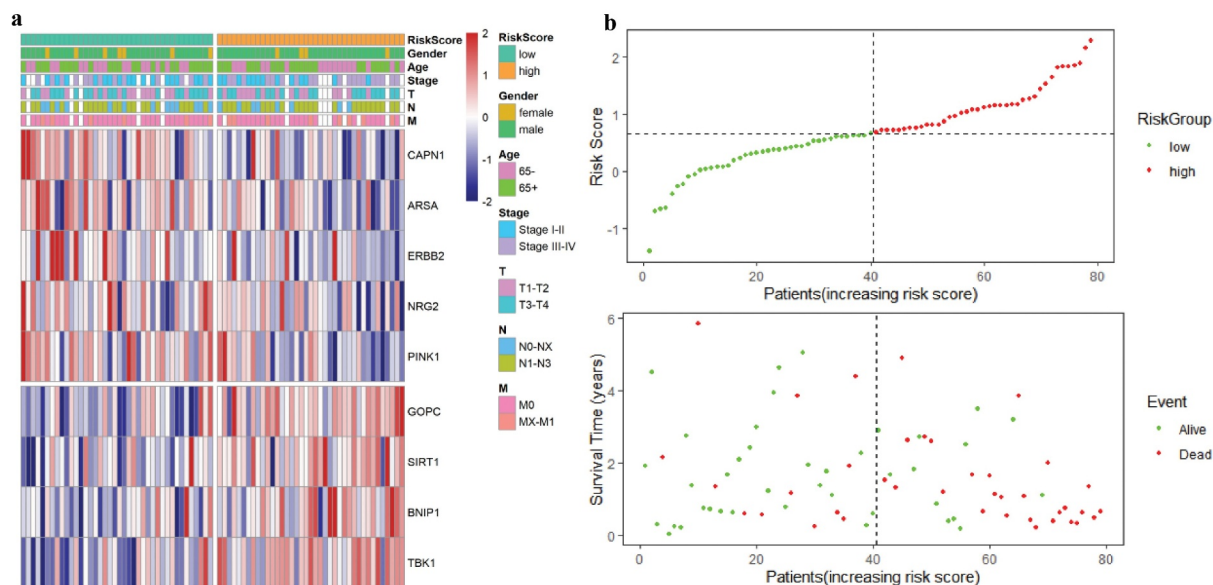 a
RiskScore
Gender
Age
Stage
T
N
M
CAPN1
ARSA
ERBB2
NRG2
PINK1
GOPC
SIRT1
BNIP1
TBK1
2
1
0
-1
-2
RiskScore
low
high
Gender
female
male
Age
65-
65+
Stage
Stage I-II
Stage III-IV
T
T1-T2
T3-T4
N
N0-NX
N1-N3
M
M0
MX-M1
b
Risk Score
2
1
0
-1
0 20 40 60 80
Patients(increasing risk score)
RiskGroup
low
high
Survival Time (years)
6
4
2
0
0 20 40 60 80
Patients(increasing risk score)
Event
Alive
Dead